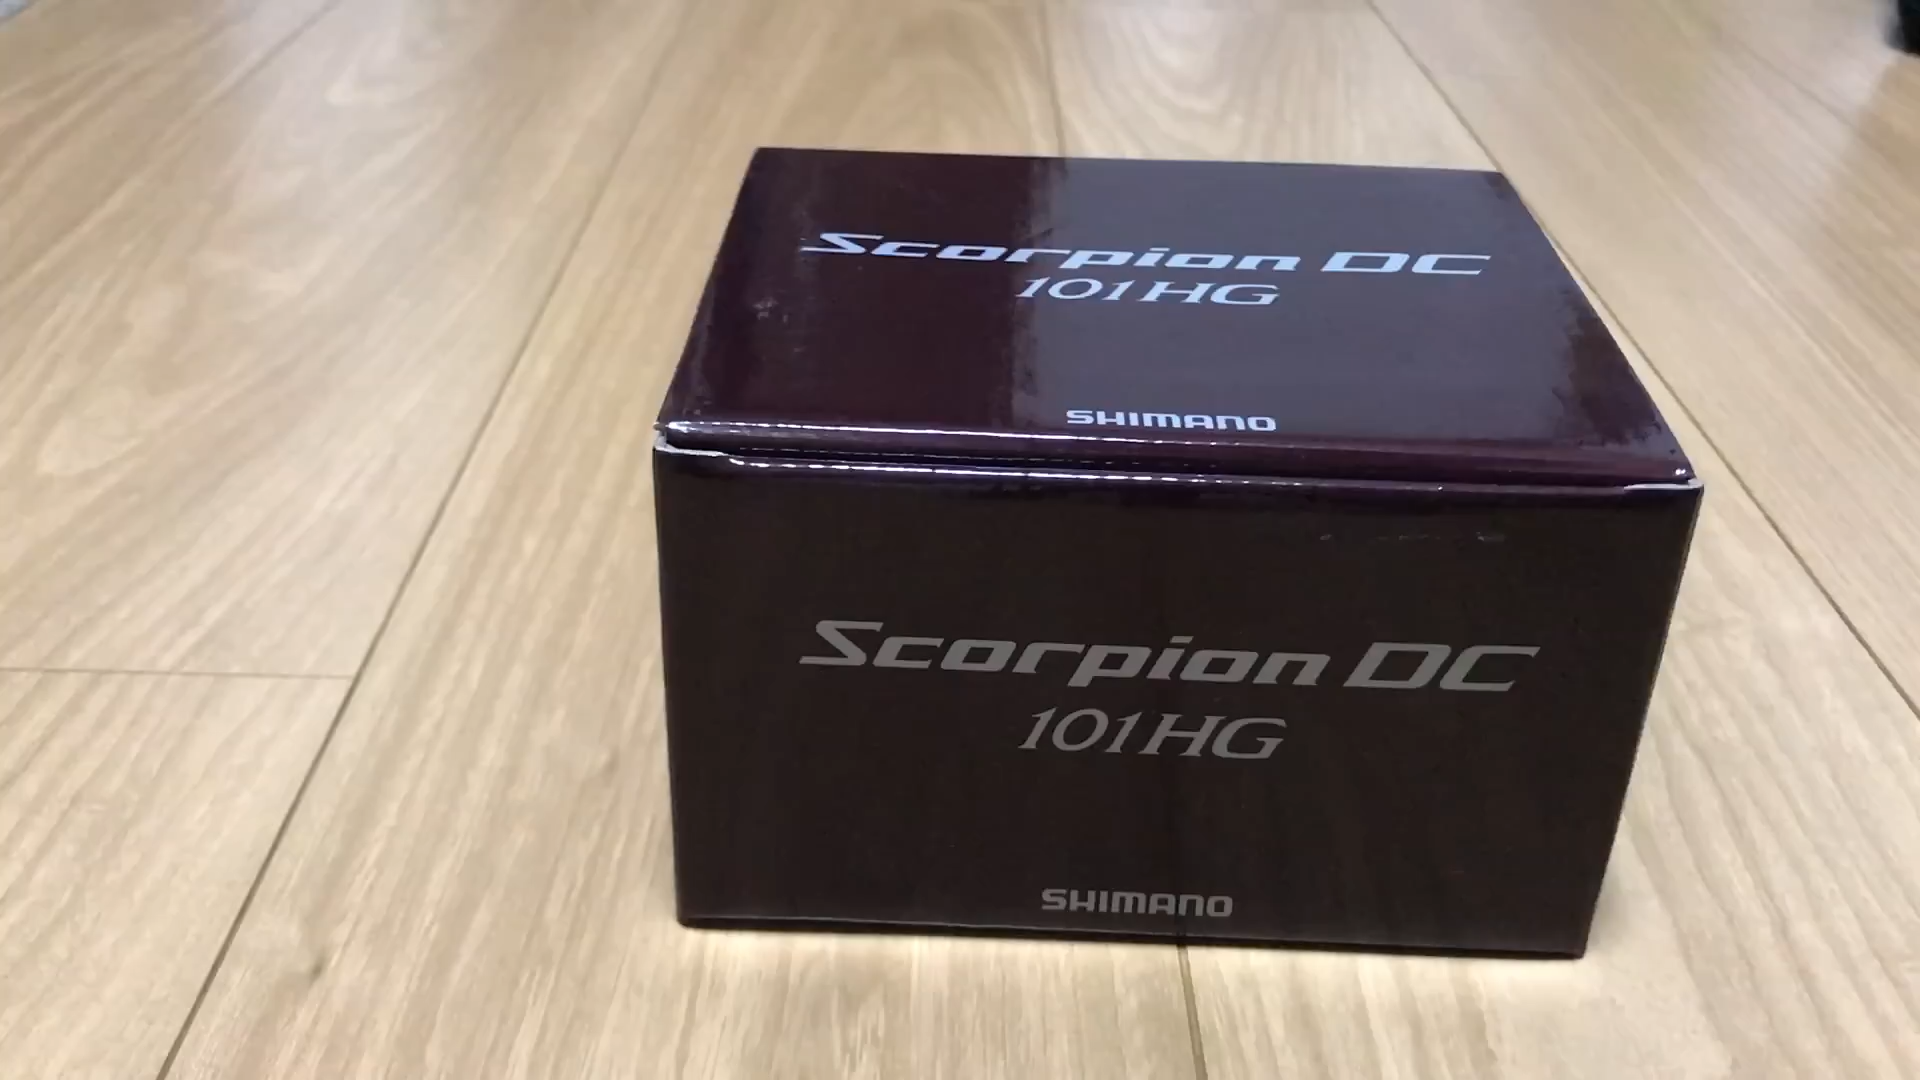 Scorpion DC
101HG
SHIMANO
Scorpion DC
101HG
SHIMANO